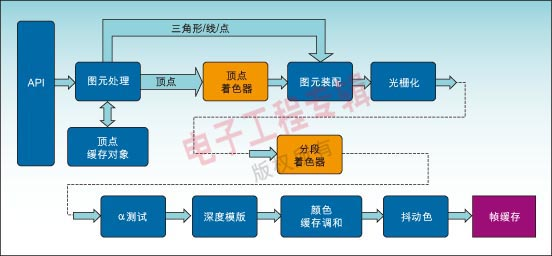 三角形/线/点
API
图元处理
顶点
顶点
着色器
图元装配
光栅化
顶点
缓存对象
电子工程专辑
版权所有
分段
着色器
α测试
深度模版
颜色
缓存调和
抖动色
帧缓存